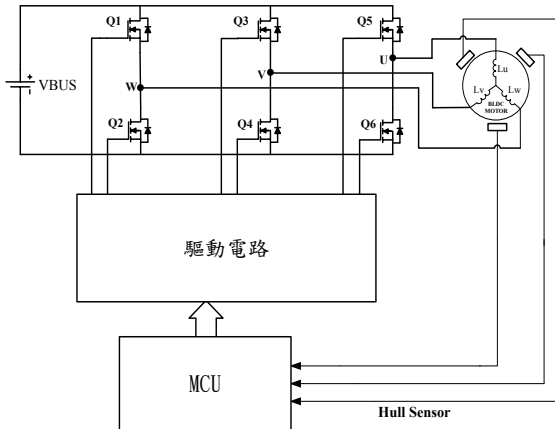 Q1
Q3
Q5
VBUS
W
V
U
Lu
Lv
Lw
BLDC
MOTOR
Q2
Q4
Q6
驅動電路
MCU
Hull Sensor